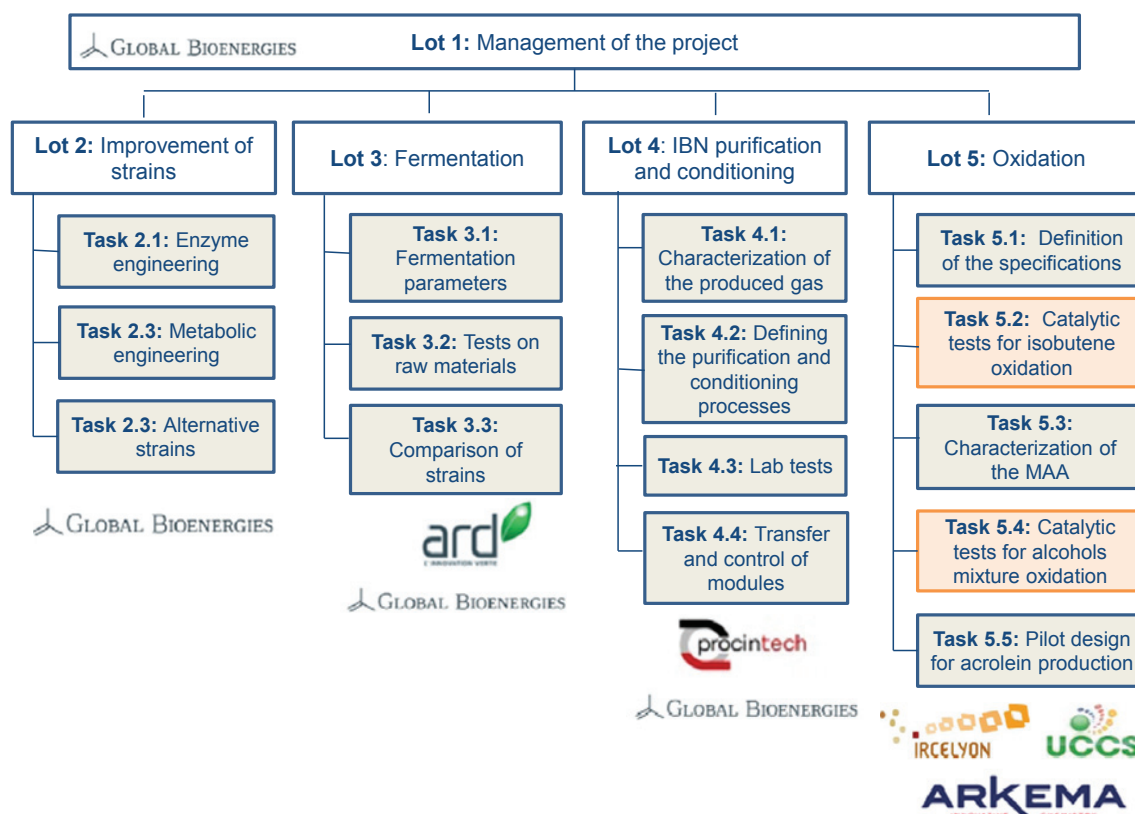 GLOBAL BIOENERGIES
Lot 1: Management of the project
Lot 2: Improvement of
strains
Task 2.1: Enzyme
engineering
Task 2.3: Metabolic
engineering
Task 2.3: Alternative
strains
GLOBAL BIOENERGIES
Lot 3: Fermentation
Task 3.1:
Fermentation
parameters
Task 3.2: Tests on
raw materials
Task 3.3:
Comparison of
strains
ard
L'INNOVATION VERTE
GLOBAL BIOENERGIES
Lot 4: IBN purification
and conditioning
Task 4.1:
Characterization of
the produced gas
Task 4.2: Defining
the purification and
conditioning
processes
Task 4.3: Lab tests
Task 4.4: Transfer
and control of
modules
procintech
GLOBAL BIOENERGIES
Lot 5: Oxidation
Task 5.1: Definition
of the specifications
Task 5.2: Catalytic
tests for isobutene
oxidation
Task 5.3:
Characterization of
the MAA
Task 5.4: Catalytic
tests for alcohols
mixture oxidation
Task 5.5: Pilot design
for acrolein production
IRCELYON
UCCS
ARKEMA